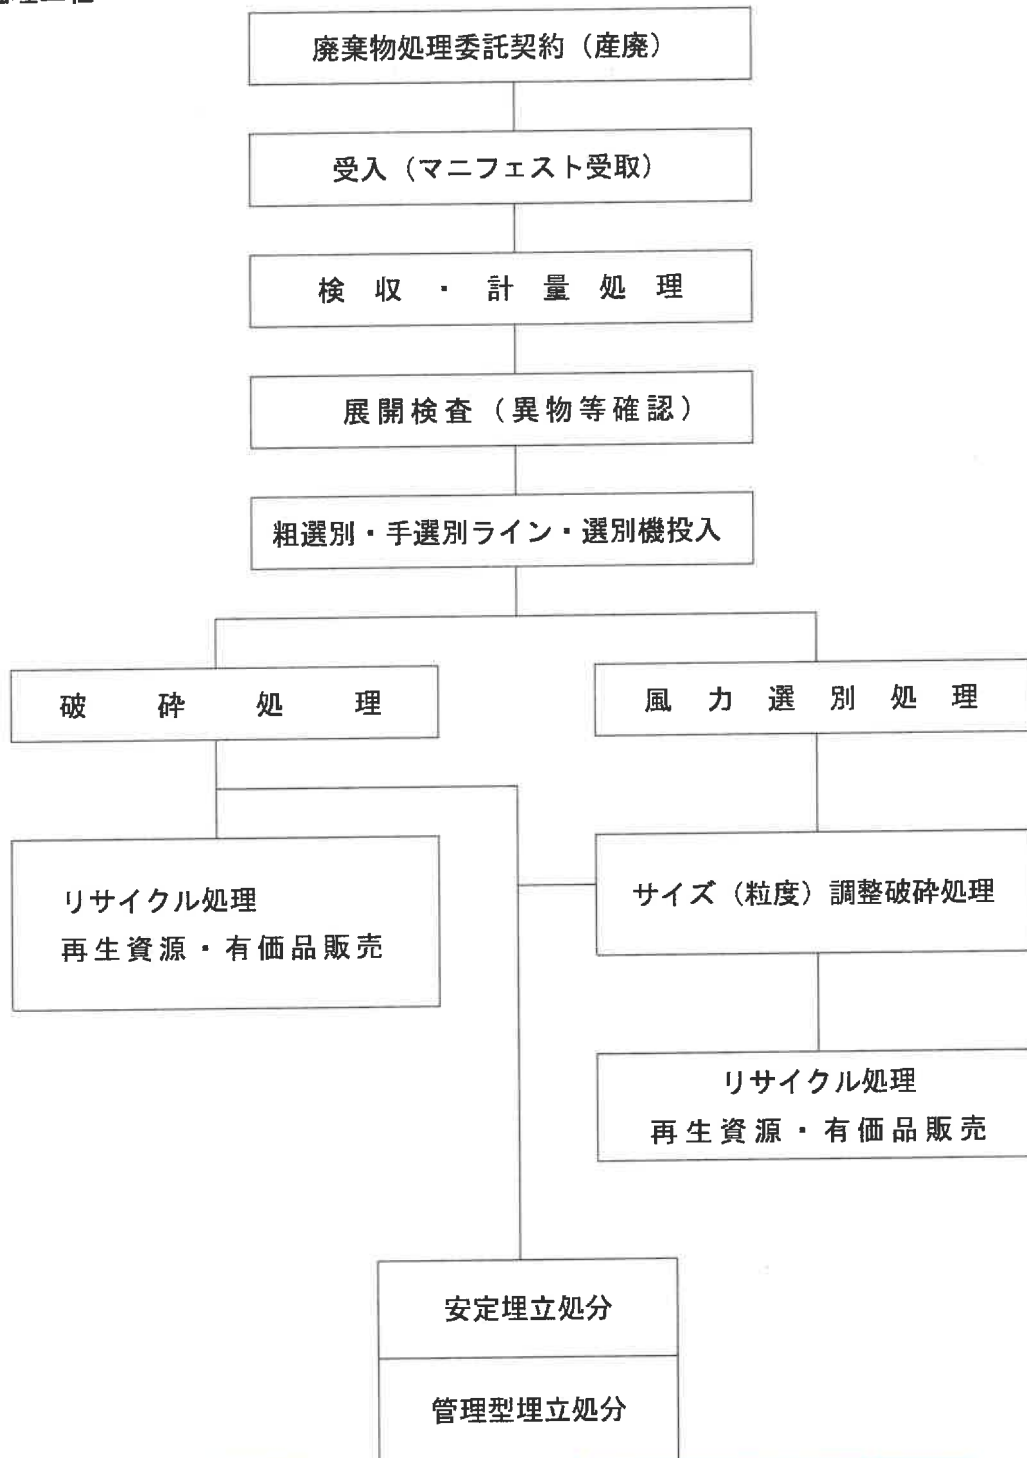 廃棄物処理委託契約（産廃）
受入（マニフェスト受取）
検収・計量処理
展開検査（異物等確認）
粗選別・手選別ライン・選別機投入
破砕処理
風力選別処理
リサイクル処理
再生資源・有価品販売
サイズ（粒度）調整破砕処理
リサイクル処理
再生資源・有価品販売
安定埋立処分
管理型埋立処分